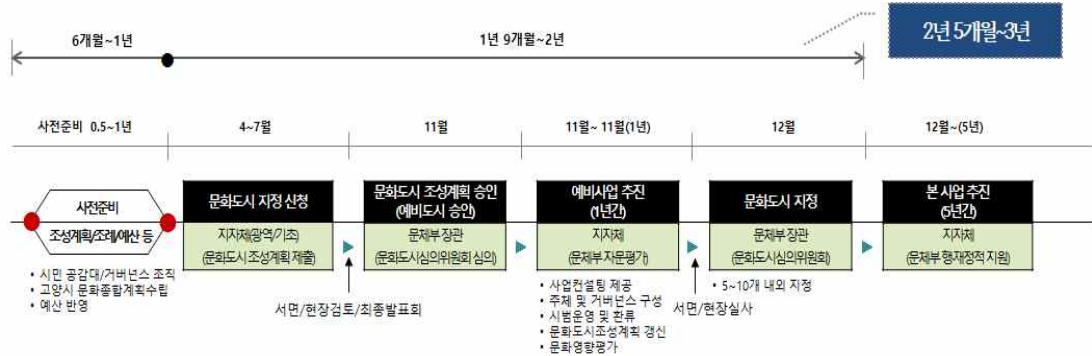 6개월~1년
1년 9개월~2년
2년 5개월~3년
사전준비 0.5~1년
4~7월
11월
11월~ 11월(1년)
12월
12월~(5년)
사전준비
조성계획/조례/예산 등
• 시민 공감대/거버넌스 조직
• 고양시 문화종합계획수립
• 예산 반영
문화도시 지정 신청
지자체(광역/기초)
(문화도시 조성계획 제출)
서면/현장검토/최종발표회
문화도시 조성계획 승인
(예비도시 승인)
문체부 장관
(문화도시심의위원회 심의)
예비사업 추진
(1년간)
지자체
(문체부 자문평가)
• 사업컨설팅 제공
• 주체 및 거버넌스 구성
• 시범운영 및 환류
• 문화도시조성계획 갱신
• 문화영향평가
서면/현장실사
문화도시 지정
문체부 장관
(문화도시심의위원회)
• 5~10개 내외 지정
본 사업 추진
(5년간)
지자체
(문체부 행재정적 지원)